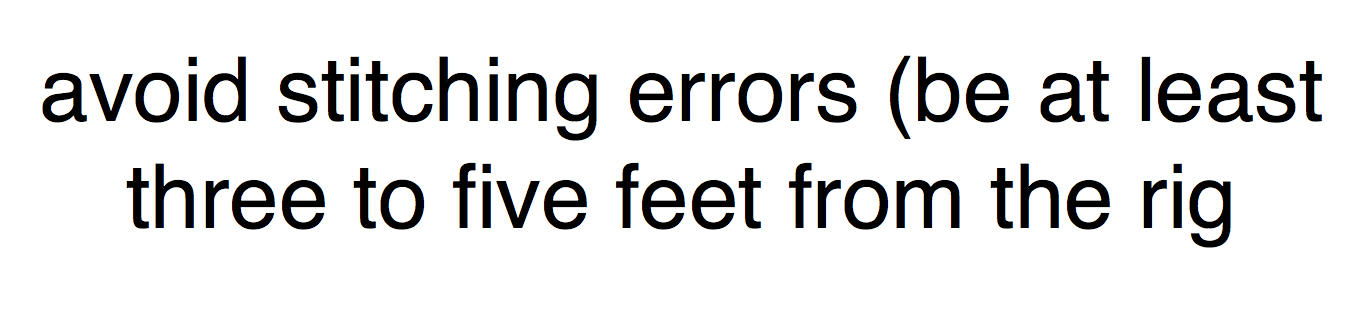 avoid stitching errors (be at least
three to five feet from the rig